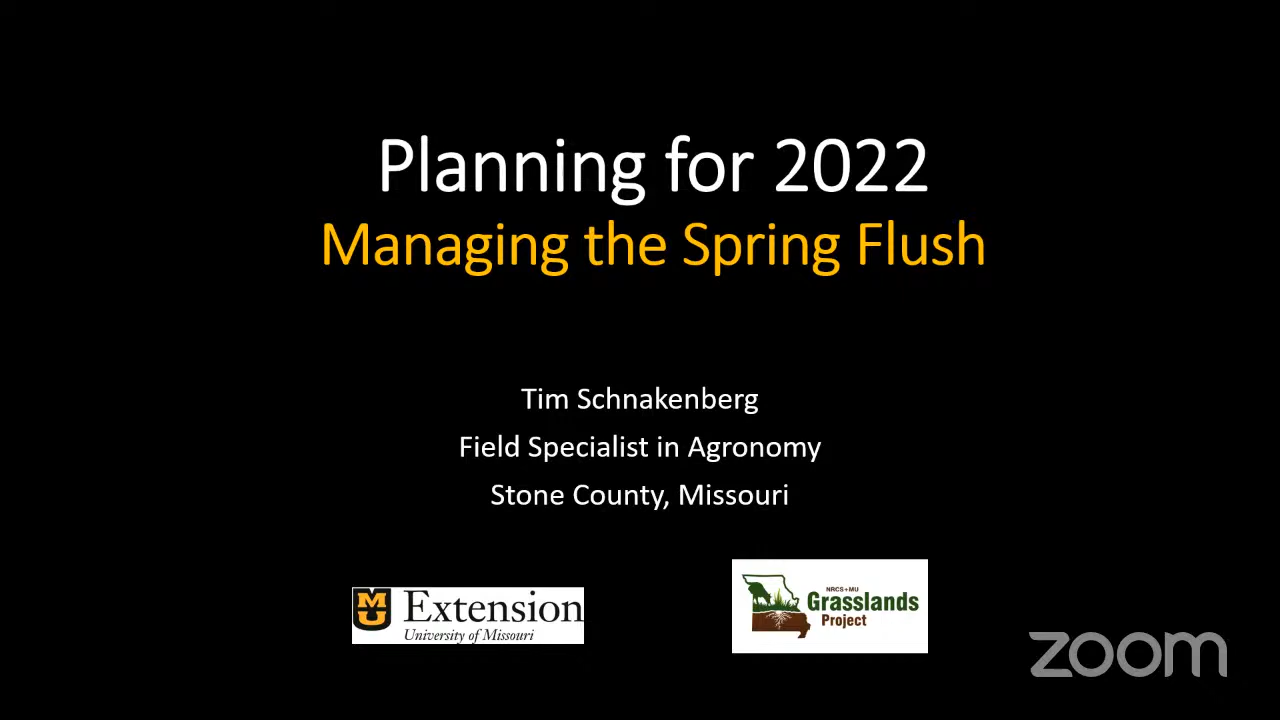 Planning for 2022
Managing the Spring Flush
Tim Schnakenberg
Field Specialist in Agronomy
Stone County, Missouri
MU
Extension
University of Missouri
NRCS+MU
Grasslands
Project
zoom